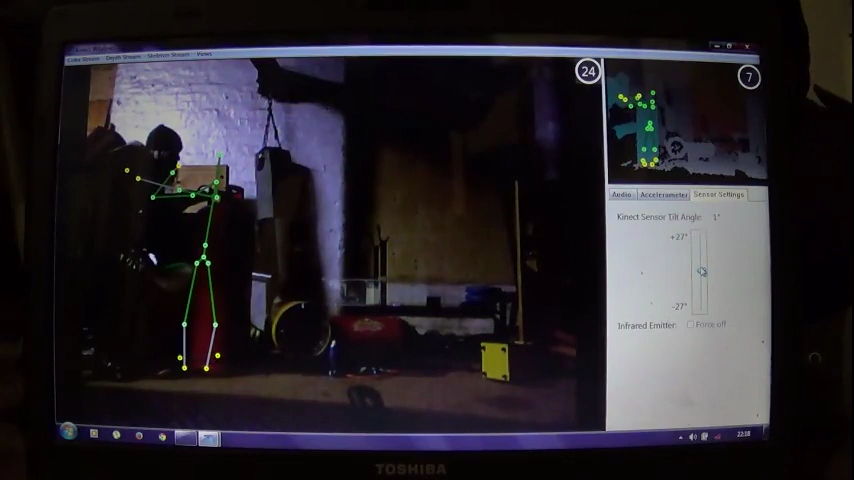 Color Stream Depth Stream Skeleton Stream Views
24
7
Audio Accelerometer Sensor Settings
Kinect Sensor Tilt Angle: 1°
+27°
-27°
Infrared Emitter: Force off
22:18
TOSHIBA